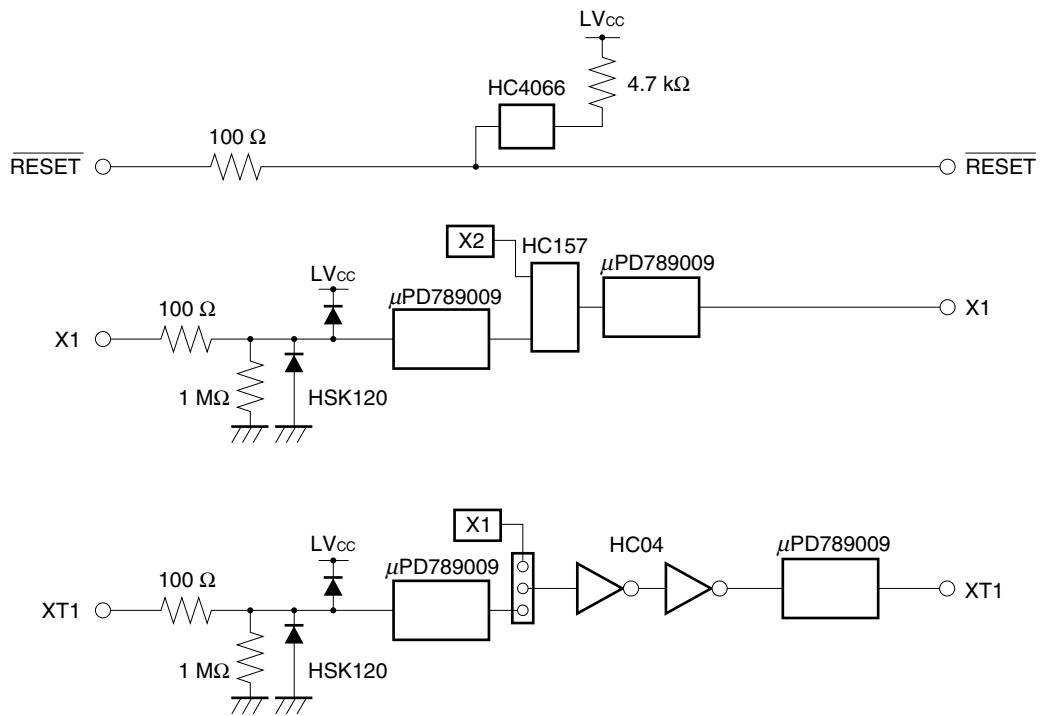 LVCC
HC4066
4.7 kΩ
100 Ω
RESET
RESET
X2
HC157
LVCC
μPD789009
μPD789009
100 Ω
X1
X1
1 MΩ
HSK120
X1
LVCC
HC04
μPD789009
μPD789009
100 Ω
XT1
XT1
1 MΩ
HSK120